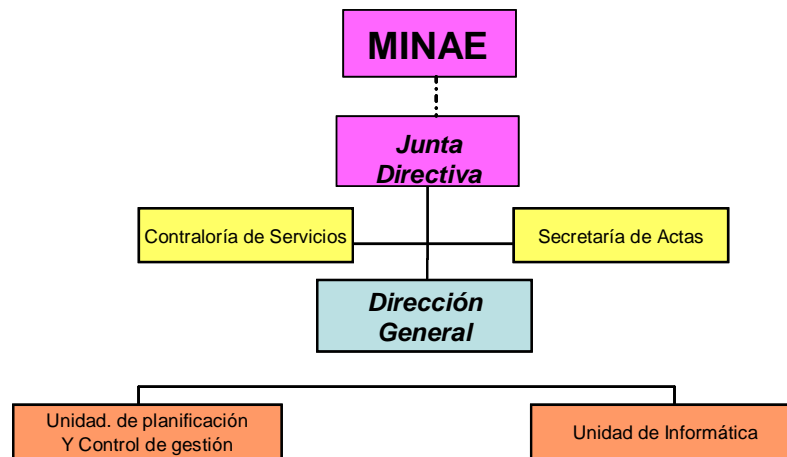 MINAE
Junta
Directiva
Contraloría de Servicios
Secretaría de Actas
Dirección
General
Unidad. de planificación
Y Control de gestión
Unidad de Informática